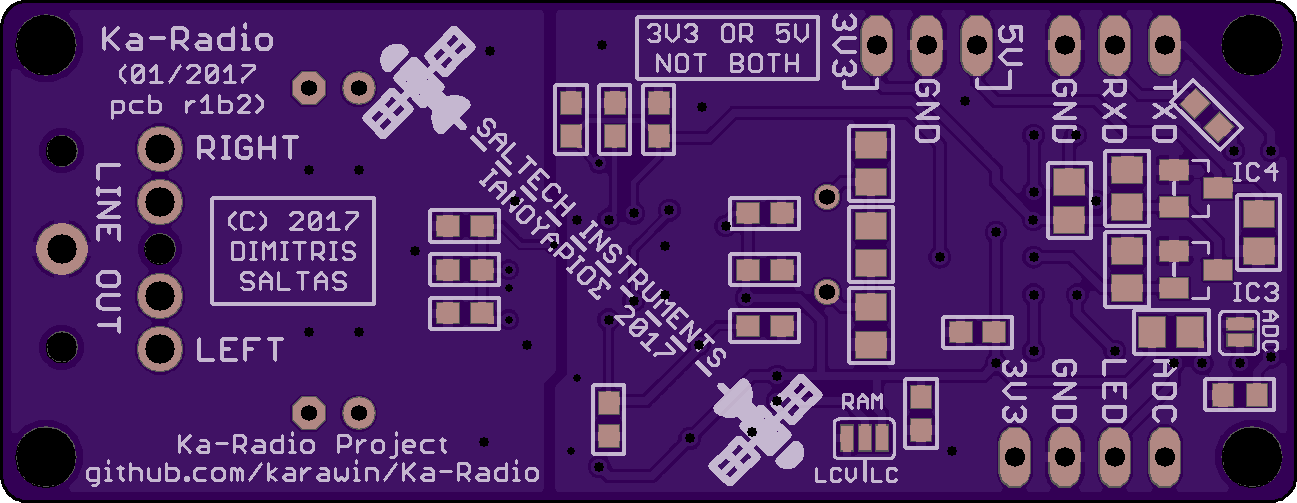 Ka-Radio
(01/2017
pcb r1b2)
RIGHT
LINE OUT
LEFT
(C) 2017
DIMITRIS
SALTAS
Ka-Radio Project
github.com/karawin/Ka-Radio
SALTECH INSTRUMENTS
ΙΑΝΟΥΑΡΙΟΣ 2017
3V3 OR 5V
NOT BOTH
3V3
GND
5V
GND
RXD
TXD
IC4
IC3
ADC
3V3
GND
LED
ADC
RAM
LCV LC